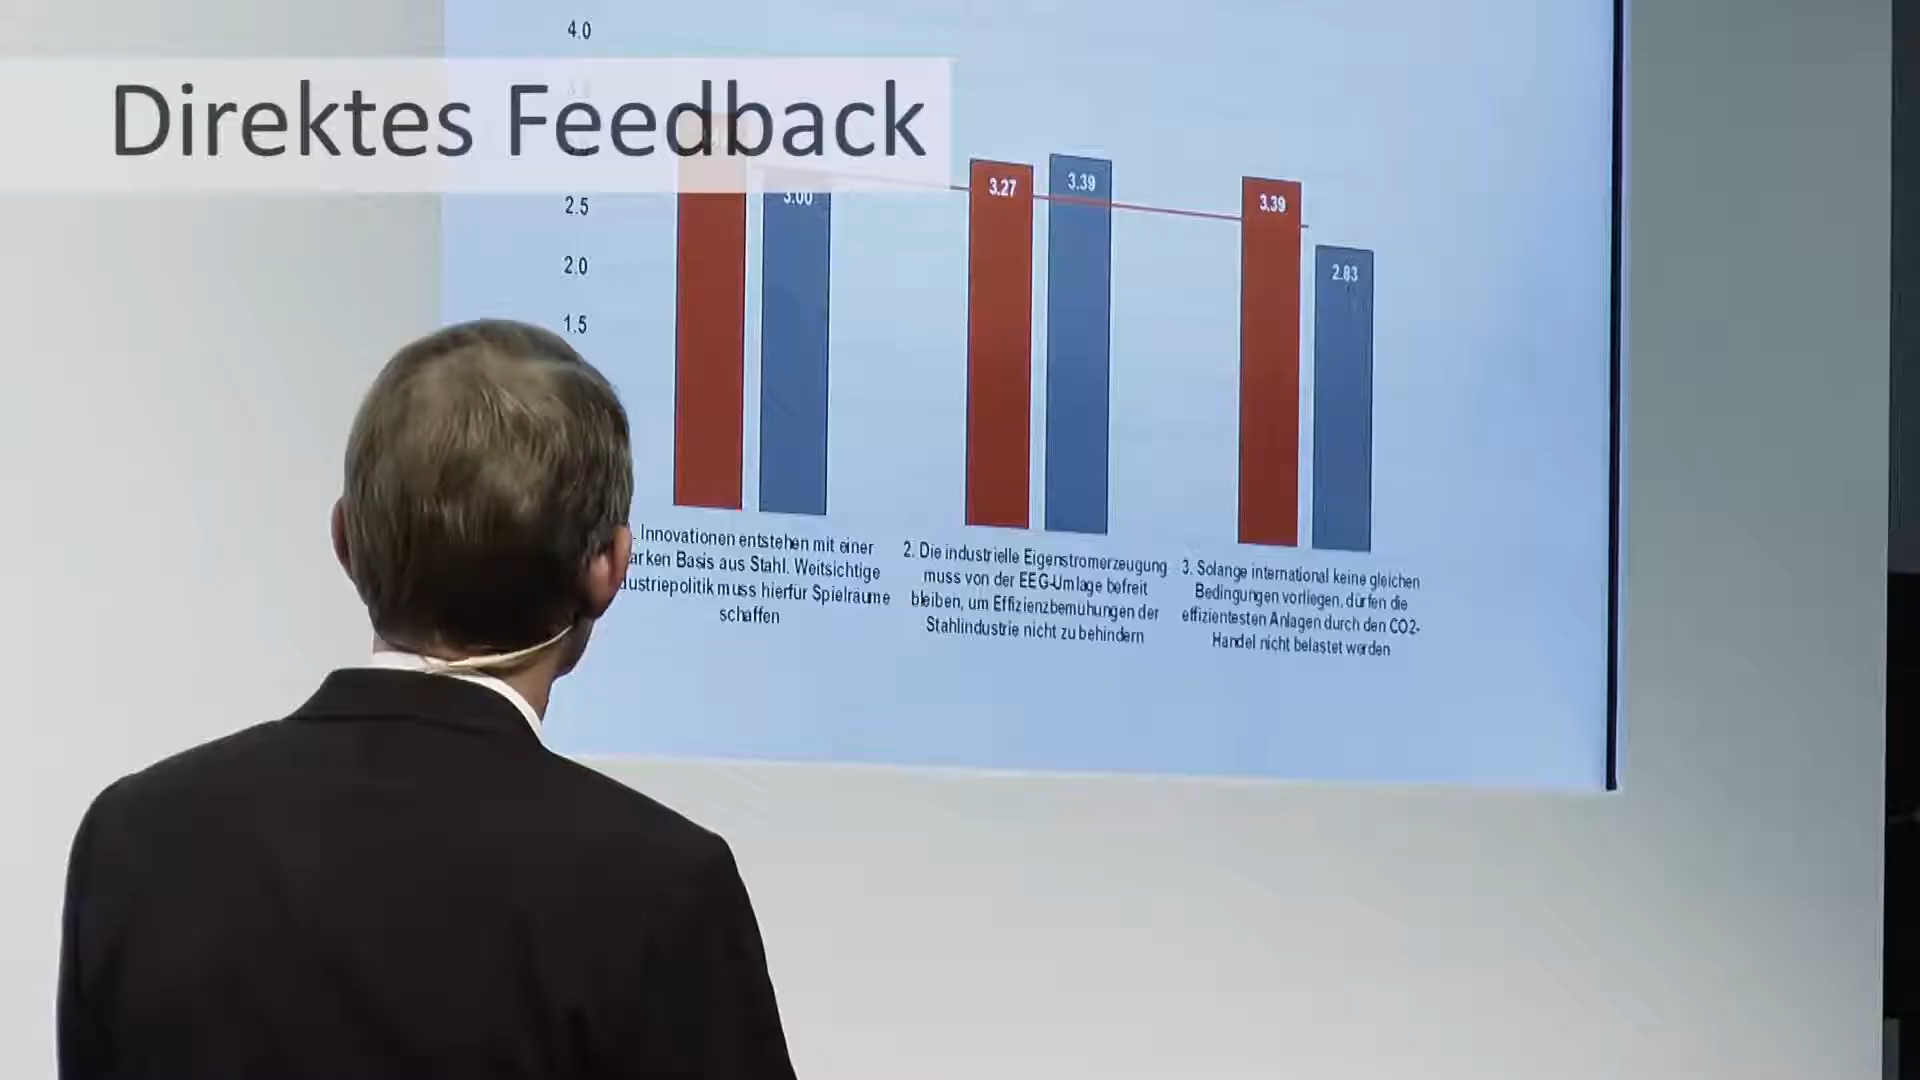 4.0
Direktes Feedback
2.5
2.0
1.5
3.00
3.27
3.39
3.39
2.83
Innovationen entstehen mit einer
arken Basis aus Stahl. Weitsichtige
dustriepolitik muss hierfür Spielräume
schaffen
2. Die industrielle Eigenstromerzeugung
muss von der EEG-Umlage befreit
bleiben, um Effizienzbemühungen der
Stahlindustrie nicht zu behindern
3. Solange international keine gleichen
Bedingungen vorliegen, dürfen die
effizientesten Anlagen durch den CO2-
Handel nicht belastet werden